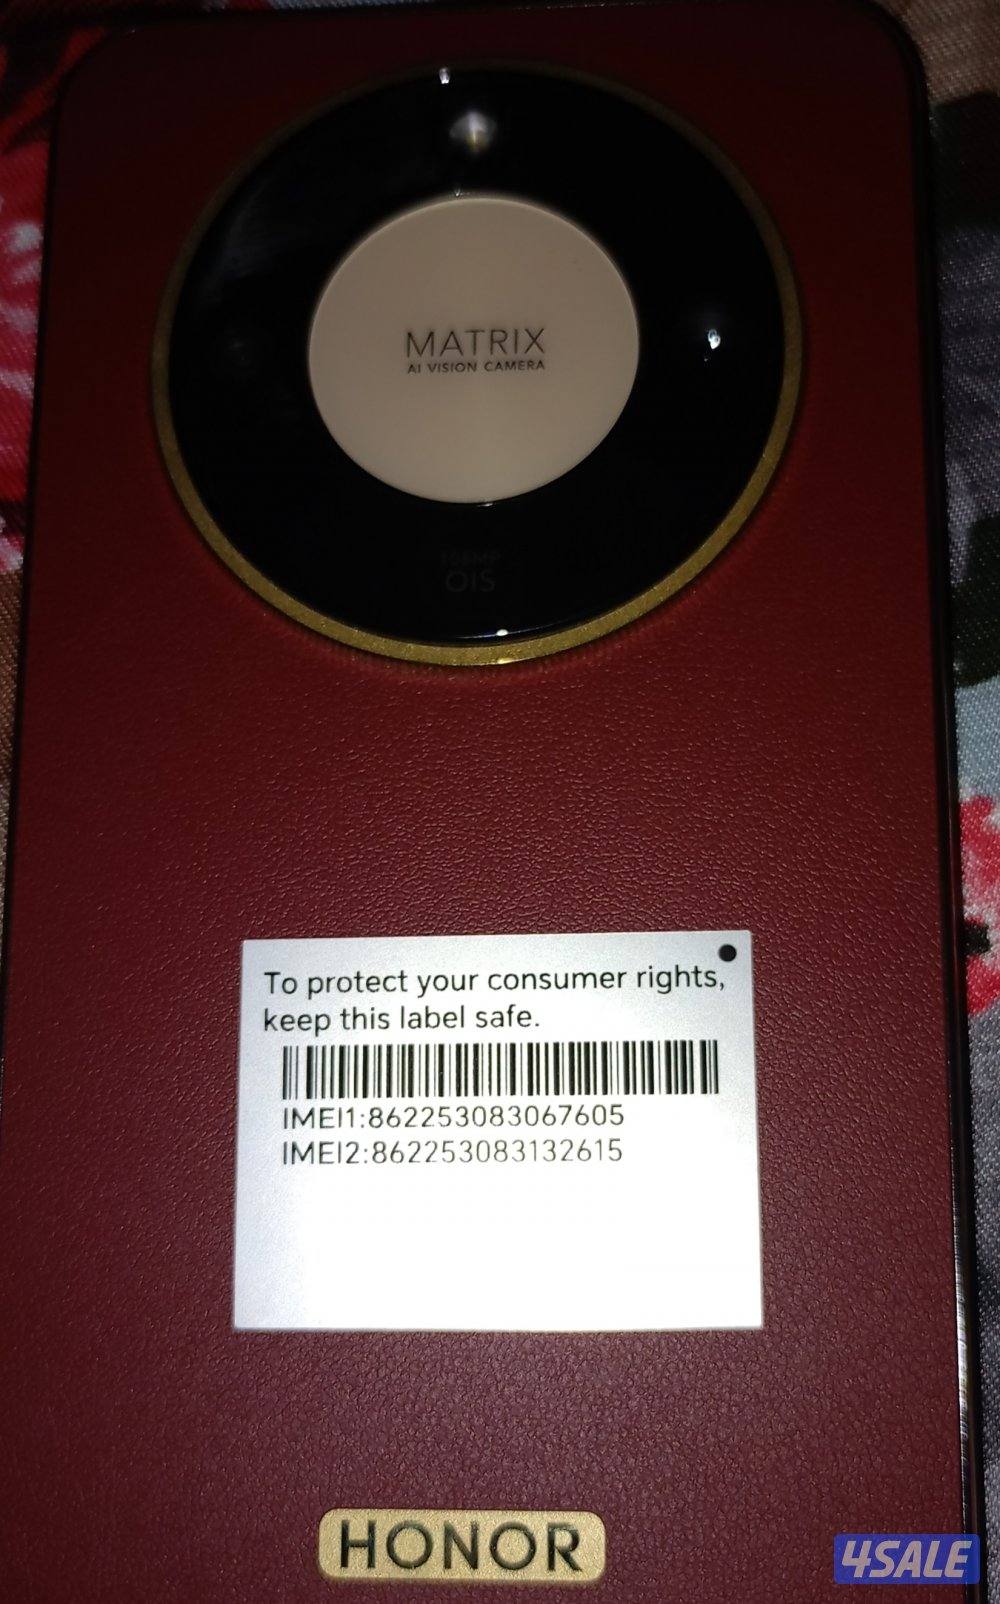 MATRIX
AI VISION CAMERA
108MP
OIS
To protect your consumer rights,
keep this label safe.
IMEI1:862253083067605
IMEI2:862253083132615
HONOR
4SALE